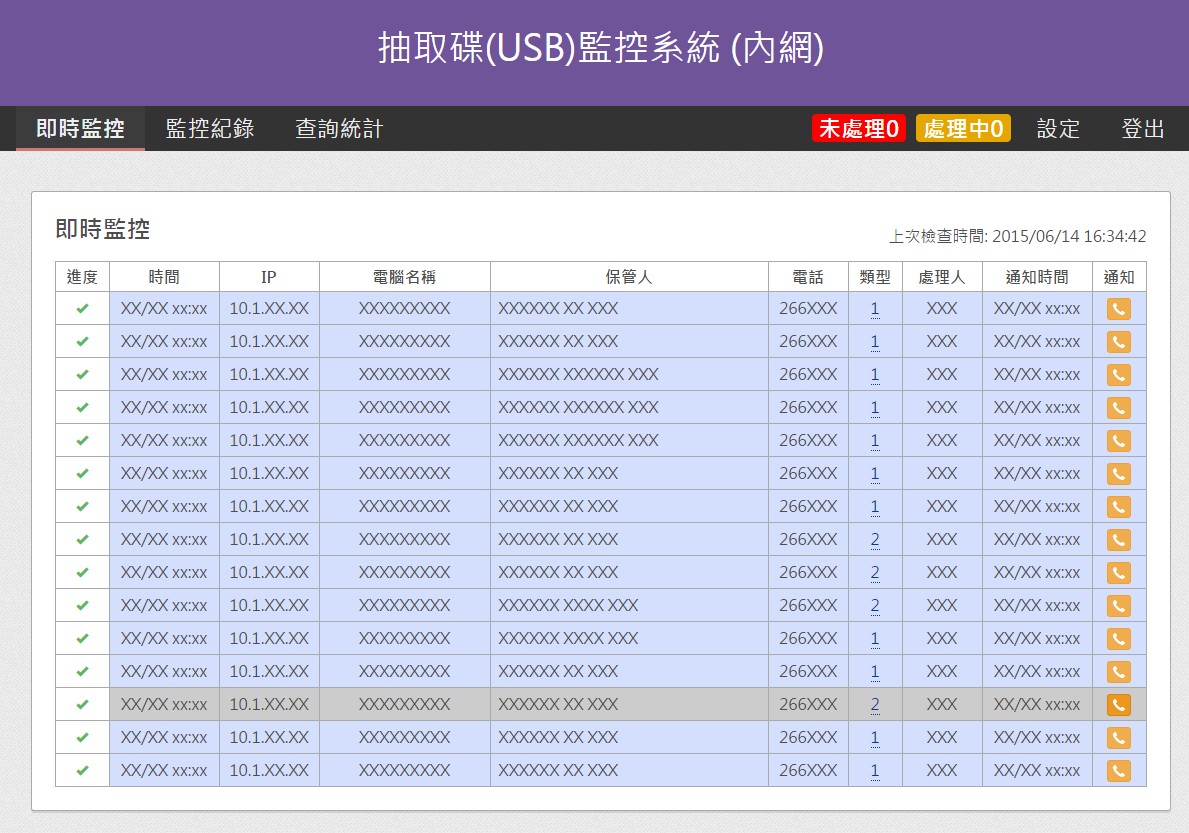 抽取碟(USB)監控系統 (內網)
即時監控 監控紀錄 查詢統計 未處理0 處理中0 設定 登出
即時監控
上次檢查時間: 2015/06/14 16:34:42
進度 時間 IP 電腦名稱 保管人 電話 類型 處理人 通知時間 通知
XX/XX xx:xx 10.1.XX.XX XXXXXXXXX XXXXXX XX XXX 266XXX 1 XXX XX/XX xx:xx
XX/XX xx:xx 10.1.XX.XX XXXXXXXXX XXXXXX XX XXX 266XXX 1 XXX XX/XX xx:xx
XX/XX xx:xx 10.1.XX.XX XXXXXXXXX XXXXXX XXXXXX XXX 266XXX 1 XXX XX/XX xx:xx
XX/XX xx:xx 10.1.XX.XX XXXXXXXXX XXXXXX XXXXXX XXX 266XXX 1 XXX XX/XX xx:xx
XX/XX xx:xx 10.1.XX.XX XXXXXXXXX XXXXXX XXXXXX XXX 266XXX 1 XXX XX/XX xx:xx
XX/XX xx:xx 10.1.XX.XX XXXXXXXXX XXXXXX XX XXX 266XXX 1 XXX XX/XX xx:xx
XX/XX xx:xx 10.1.XX.XX XXXXXXXXX XXXXXX XX XXX 266XXX 1 XXX XX/XX xx:xx
XX/XX xx:xx 10.1.XX.XX XXXXXXXXX XXXXXX XX XXX 266XXX 2 XXX XX/XX xx:xx
XX/XX xx:xx 10.1.XX.XX XXXXXXXXX XXXXXX XX XXX 266XXX 2 XXX XX/XX xx:xx
XX/XX xx:xx 10.1.XX.XX XXXXXXXXX XXXXXX XXXX XXX 266XXX 2 XXX XX/XX xx:xx
XX/XX xx:xx 10.1.XX.XX XXXXXXXXX XXXXXX XXXX XXX 266XXX 1 XXX XX/XX xx:xx
XX/XX xx:xx 10.1.XX.XX XXXXXXXXX XXXXXX XX XXX 266XXX 1 XXX XX/XX xx:xx
XX/XX xx:xx 10.1.XX.XX XXXXXXXXX XXXXXX XX XXX 266XXX 2 XXX XX/XX xx:xx
XX/XX xx:xx 10.1.XX.XX XXXXXXXXX XXXXXX XX XXX 266XXX 1 XXX XX/XX xx:xx
XX/XX xx:xx 10.1.XX.XX XXXXXXXXX XXXXXX XX XXX 266XXX 1 XXX XX/XX xx:xx